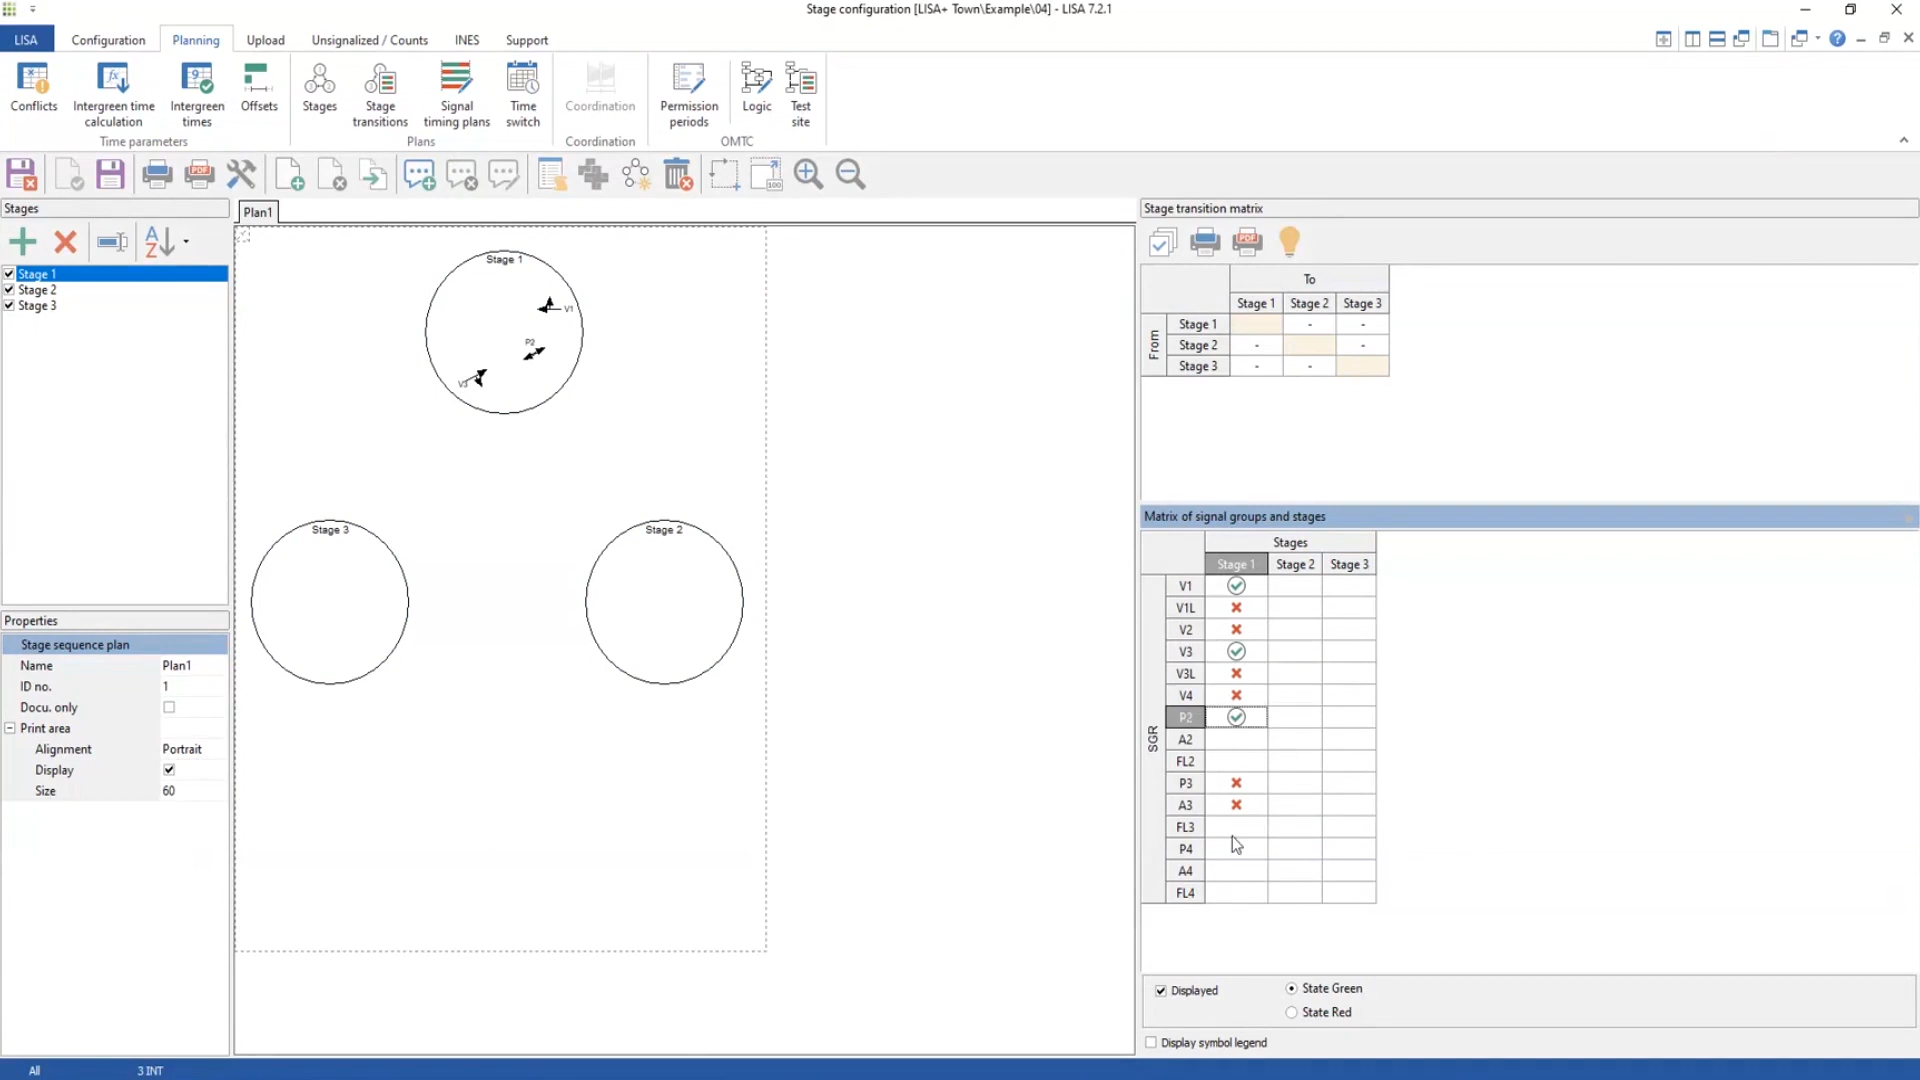 Stage configuration [LISA+ Town\Example\04] - LISA 7.2.1
LISA Configuration Planning Upload Unsignalized / Counts INES Support
Conflicts Intergreen time calculation Intergreen times Offsets Stages Stage transitions Signal timing plans Time switch Coordination Permission periods Logic Test site
Time parameters Plans Coordination OMTC
PDF
100
Stages
Plan1
Stage transition matrix
A
Z
PDF
Stage 1
Stage 2
Stage 3
Stage 1
V1
P2
V3
Stage 3
Stage 2
To
Stage 1 Stage 2 Stage 3
From
Stage 1 - -
Stage 2 - -
Stage 3 - -
Matrix of signal groups and stages
Stages
Stage 1 Stage 2 Stage 3
SGR
V1
V1L
V2
V3
V3L
V4
P2
A2
FL2
P3
A3
FL3
P4
A4
FL4
Properties
Stage sequence plan
Name Plan1
ID no. 1
Docu. only
Print area
Alignment Portrait
Display
Size 60
Displayed
State Green
State Red
Display symbol legend
All 3 INT